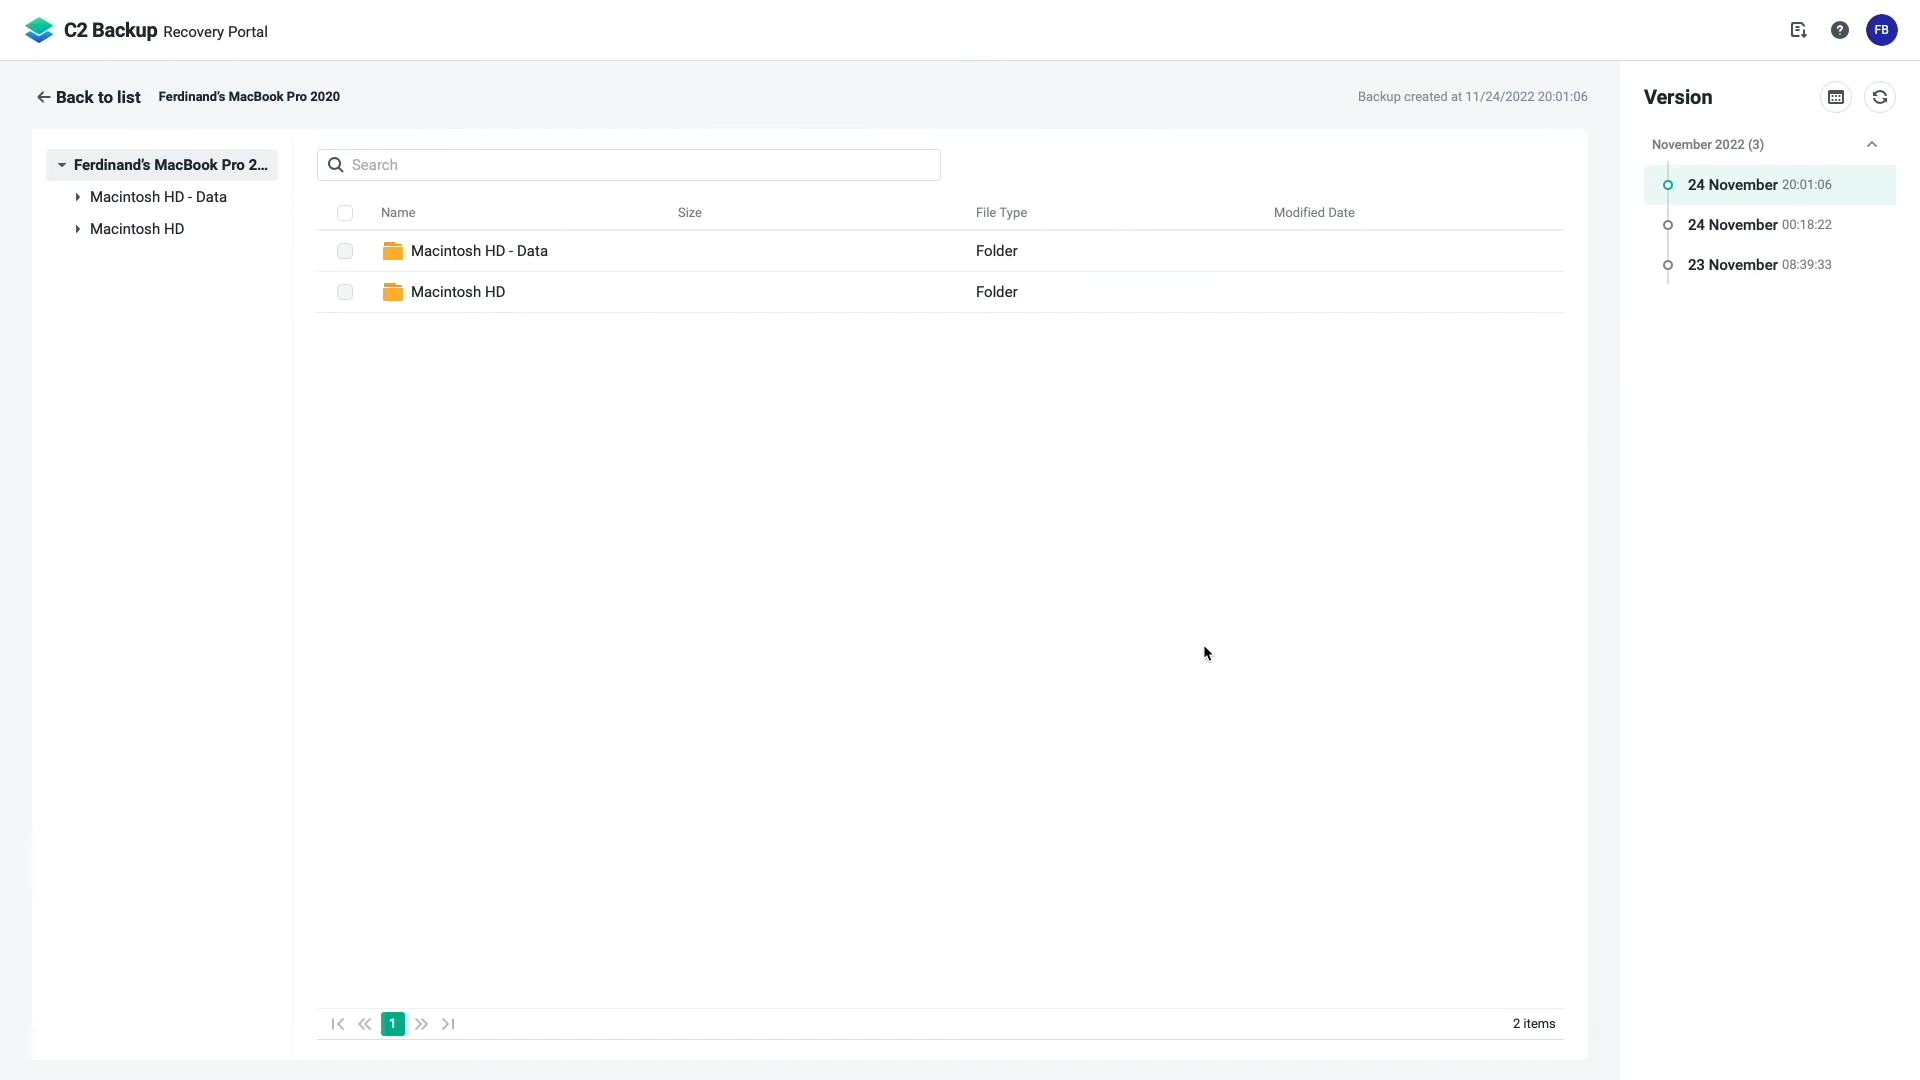 C2 Backup Recovery Portal
FB
Back to list Ferdinand's MacBook Pro 2020
Backup created at 11/24/2022 20:01:06
Ferdinand's MacBook Pro 2...
Macintosh HD - Data
Macintosh HD
Search
Name Size File Type Modified Date
Macintosh HD - Data Folder
Macintosh HD Folder
1
2 items
Version
November 2022 (3)
24 November 20:01:06
24 November 00:18:22
23 November 08:39:33